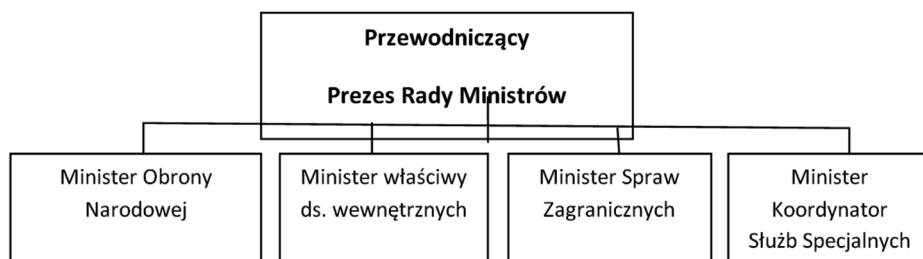 Przewodniczący
Prezes Rady Ministrów
Minister Obrony
Narodowej
Minister właściwy
ds. wewnętrznych
Minister Spraw
Zagranicznych
Minister
Koordynator
Służb Specjalnych